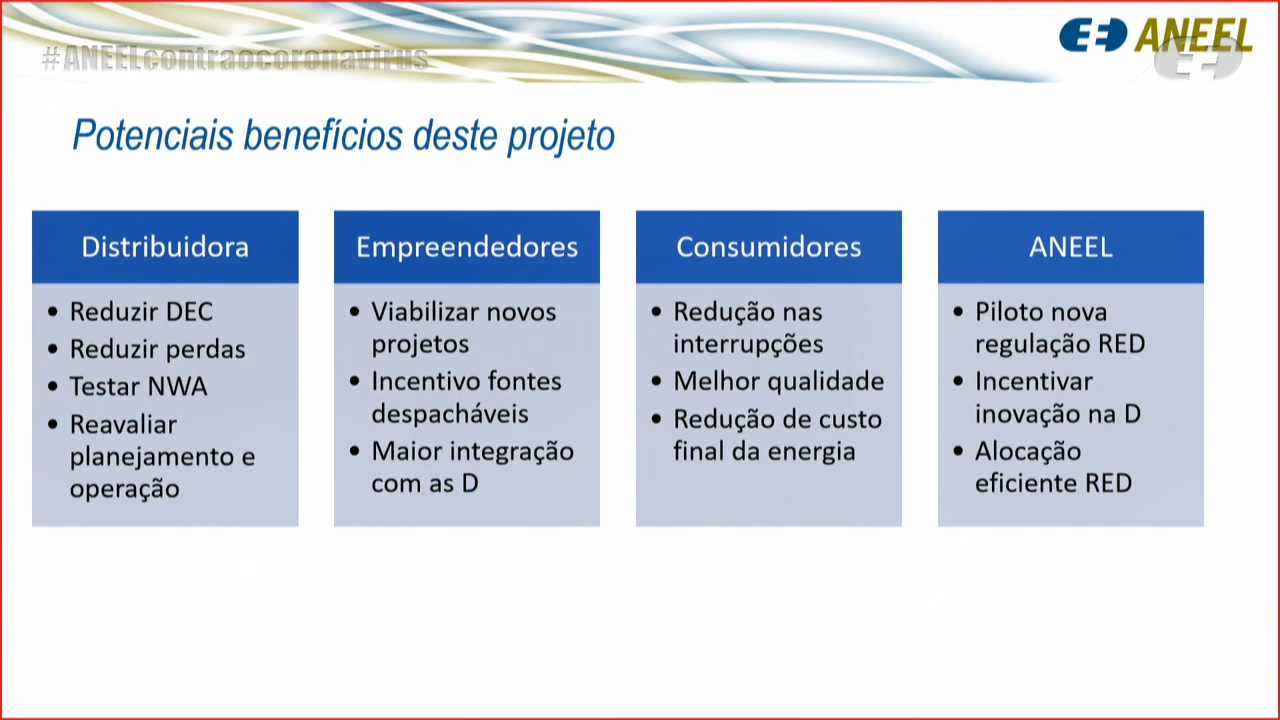 #ANEELcontraocoronavirus
ANEEL
Potenciais benefícios deste projeto
Distribuidora
• Reduzir DEC
• Reduzir perdas
• Testar NWA
• Reavaliar
planejamento e
operação
Empreendedores
• Viabilizar novos
projetos
• Incentivo fontes
despacháveis
• Maior integração
com as D
Consumidores
• Redução nas
interrupções
• Melhor qualidade
• Redução de custo
final da energia
ANEEL
• Piloto nova
regulação RED
• Incentivar
inovação na D
• Alocação
eficiente RED